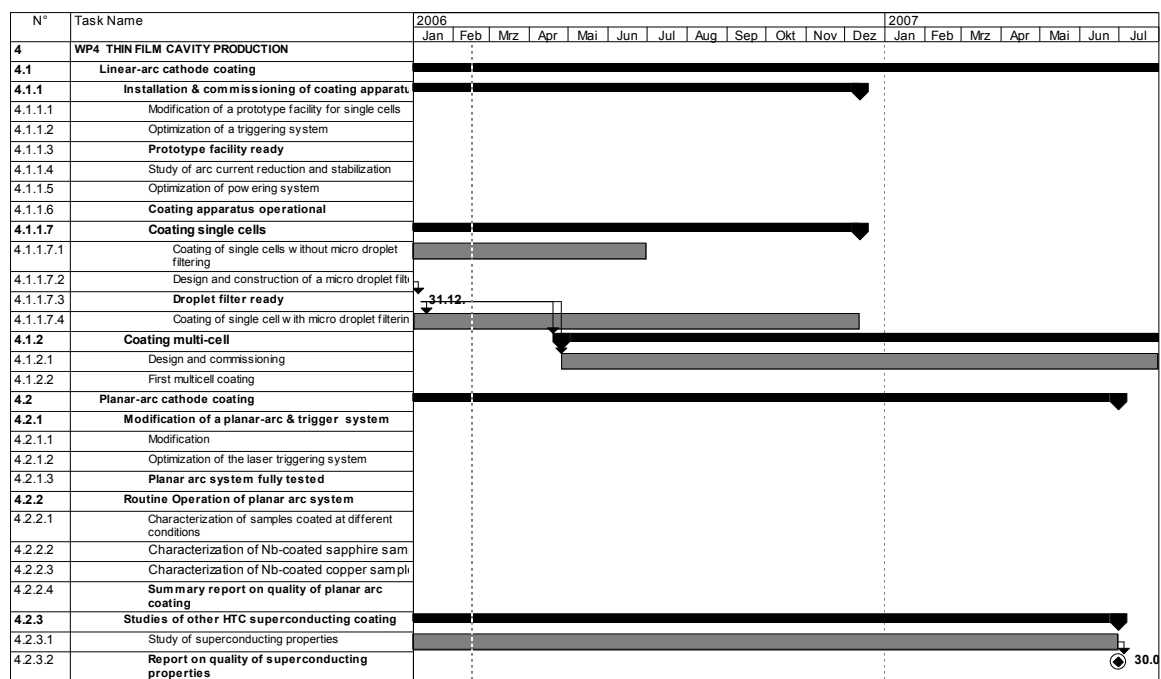 N° Task Name 2006 2007
Jan Feb Mrz Apr Mai Jun Jul Aug Sep Okt Nov Dez Jan Feb Mrz Apr Mai Jun Jul
4 WP4 THIN FILM CAVITY PRODUCTION
4.1 Linear-arc cathode coating
4.1.1 Installation & commissioning of coating apparatu
4.1.1.1 Modification of a prototype facility for single cells
4.1.1.2 Optimization of a triggering system
4.1.1.3 Prototype facility ready
4.1.1.4 Study of arc current reduction and stabilization
4.1.1.5 Optimization of powering system
4.1.1.6 Coating apparatus operational
4.1.1.7 Coating single cells
4.1.1.7.1 Coating of single cells without micro droplet
filtering
4.1.1.7.2 Design and construction of a micro droplet filt
4.1.1.7.3 Droplet filter ready 31.12.
4.1.1.7.4 Coating of single cell with micro droplet filterin
4.1.2 Coating multi-cell
4.1.2.1 Design and commissioning
4.1.2.2 First multicell coating
4.2 Planar-arc cathode coating
4.2.1 Modification of a planar-arc & trigger system
4.2.1.1 Modification
4.2.1.2 Optimization of the laser triggering system
4.2.1.3 Planar arc system fully tested
4.2.2 Routine Operation of planar arc system
4.2.2.1 Characterization of samples coated at different
conditions
4.2.2.2 Characterization of Nb-coated sapphire sam
4.2.2.3 Characterization of Nb-coated copper sampl
4.2.2.4 Summary report on quality of planar arc
coating
4.2.3 Studies of other HTC superconducting coating
4.2.3.1 Study of superconducting properties
4.2.3.2 Report on quality of superconducting 30.0
properties